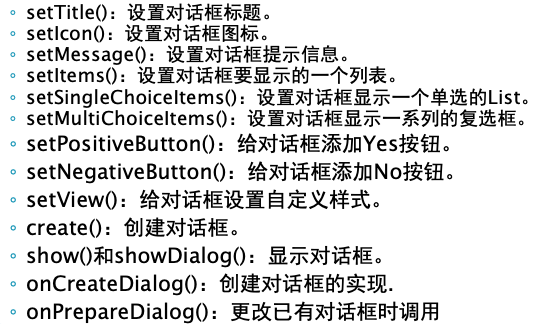 setTitle()：设置对话框标题。
setIcon()：设置对话框图标。
setMessage()：设置对话框提示信息。
setItems()：设置对话框要显示的一个列表。
setSingleChoiceItems()：设置对话框显示一个单选的List。
setMultiChoiceItems()：设置对话框显示一系列的复选框。
setPositiveButton()：给对话框添加Yes按钮。
setNegativeButton()：给对话框添加No按钮。
setView()：给对话框设置自定义样式。
create()：创建对话框。
show()和showDialog()：显示对话框。
onCreateDialog()：创建对话框的实现.
onPrepareDialog()：更改已有对话框时调用